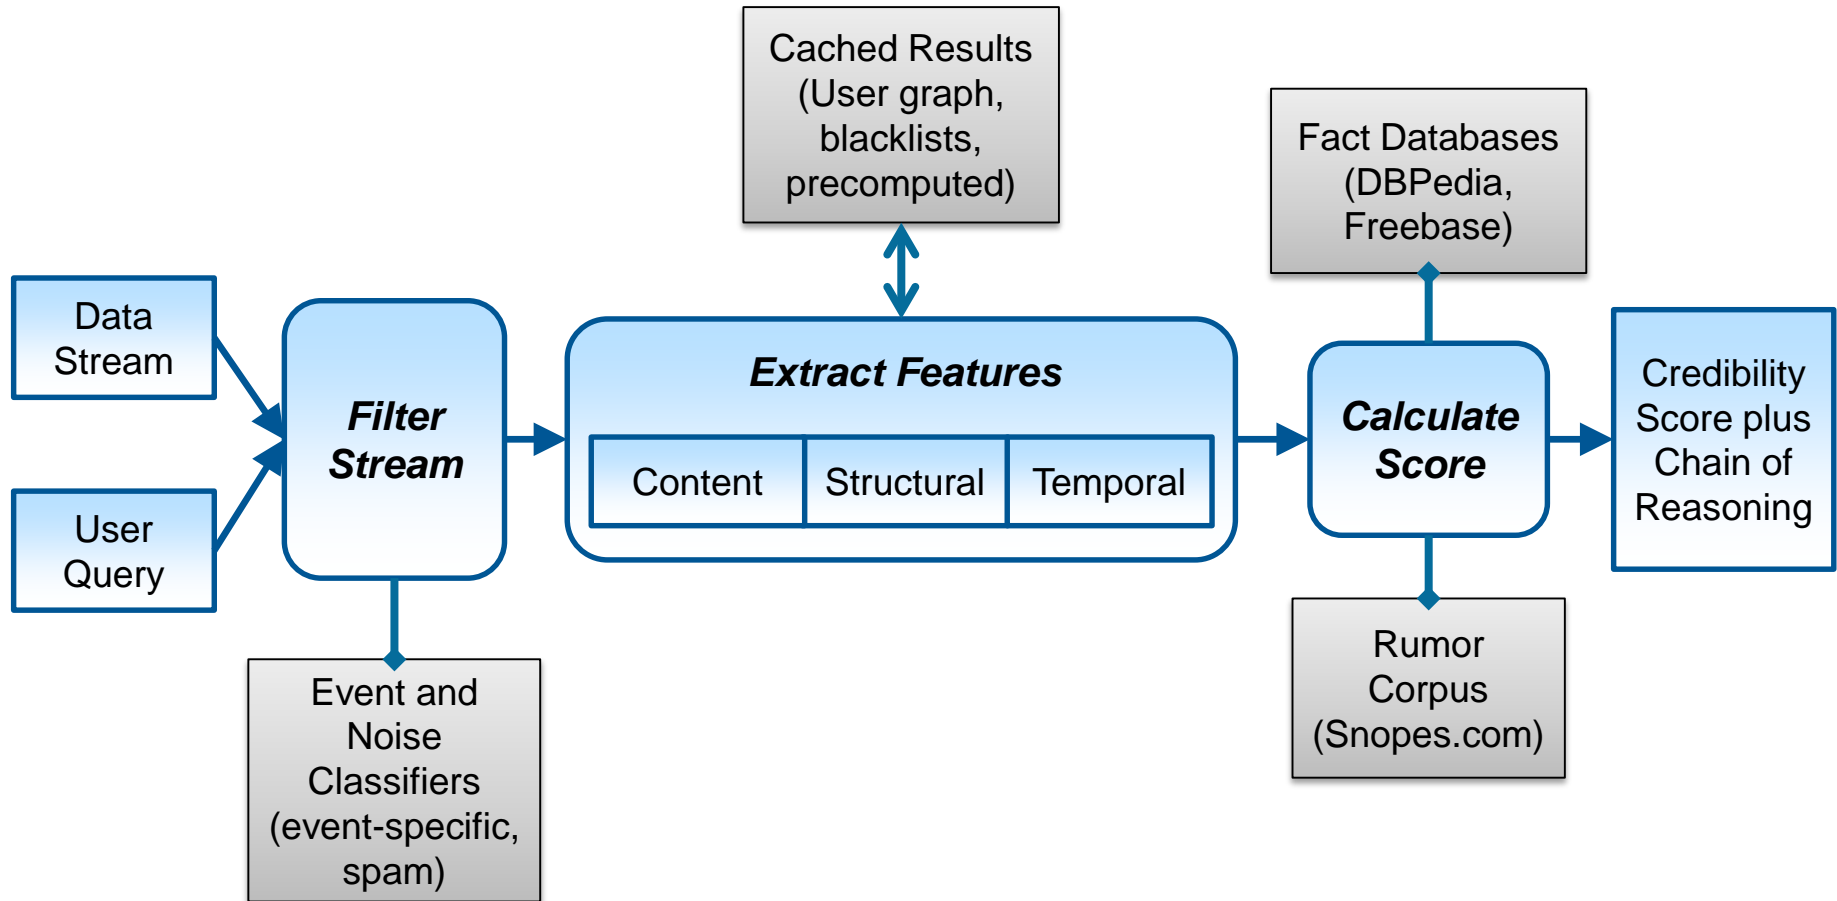 Cached Results
(User graph,
blacklists,
precomputed)
Fact Databases
(DBPedia,
Freebase)
Data
Stream
User
Query
Filter
Stream
Extract Features
Content
Structural
Temporal
Calculate
Score
Credibility
Score plus
Chain of
Reasoning
Event and
Noise
Classifiers
(event-specific,
spam)
Rumor
Corpus
(Snopes.com)